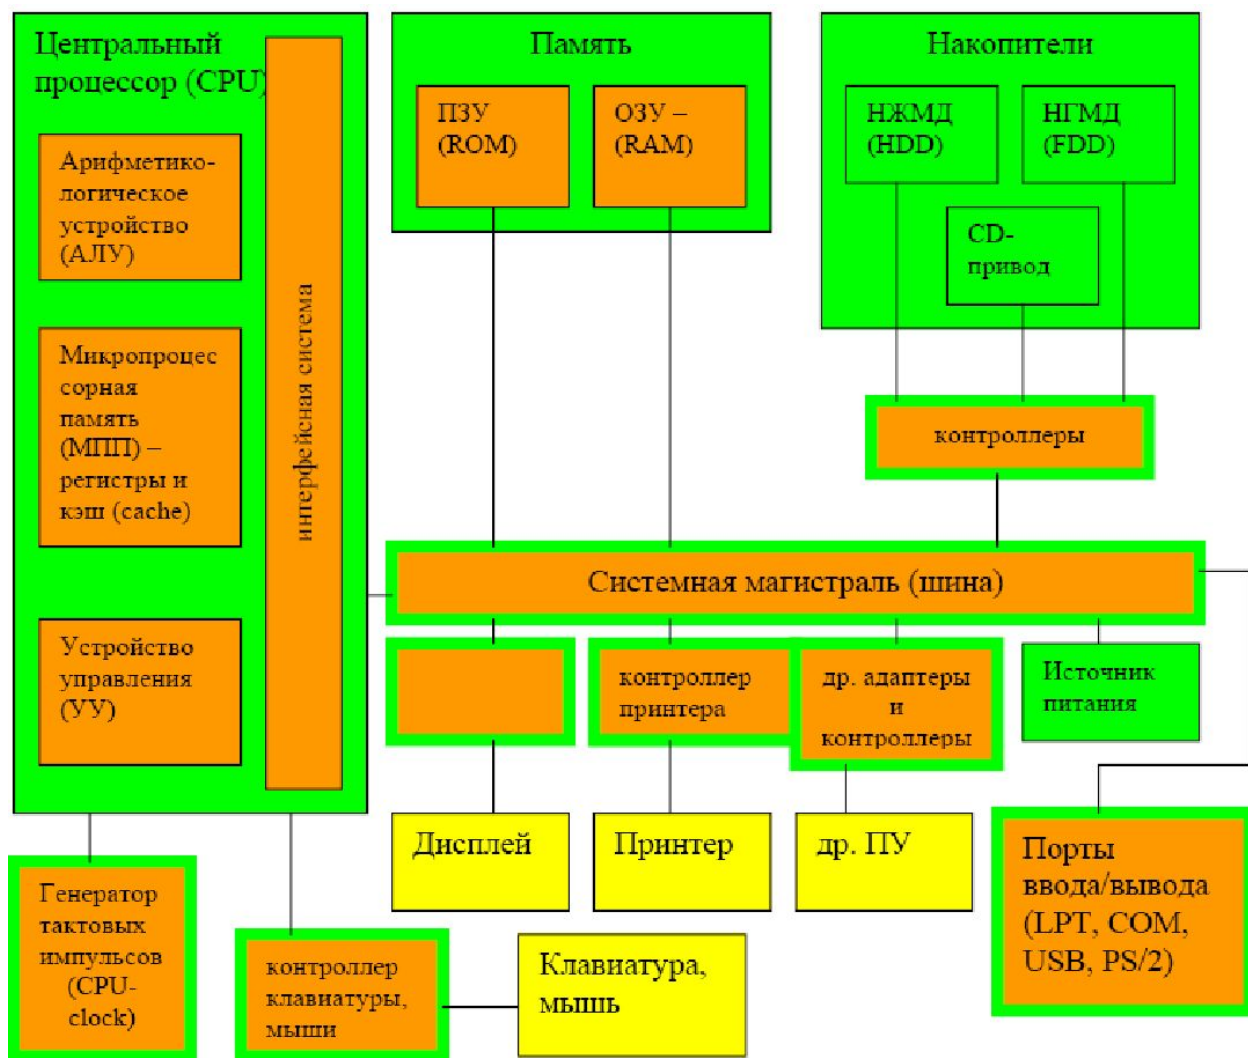 Центральный
процессор (CPU)
Арифметико-
логическое
устройство
(АЛУ)
Микропроцес
сорная
память
(МПП) –
регистры и
кэш (cache)
Устройство
управления
(УУ)
интерфейсная система
Память
ПЗУ
(ROM)
ОЗУ –
(RAM)
Накопители
НЖМД
(HDD)
НГМД
(FDD)
CD-
привод
контроллеры
Системная магистраль (шина)
контроллер
принтера
др. адаптеры
и
контроллеры
Источник
питания
Дисплей
Принтер
др. ПУ
Порты
ввода/вывода
(LPT, COM,
USB, PS/2)
Генератор
тактовых
импульсов
(CPU-
clock)
контроллер
клавиатуры,
мыши
Клавиатура,
мышь